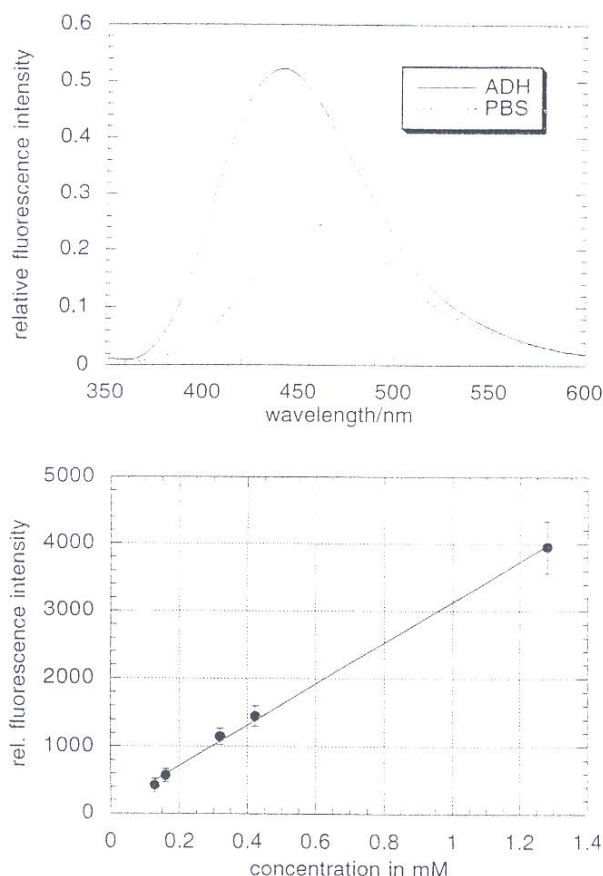 relative fluorescence intensity
0.6
0.5
0.4
0.3
0.2
0.1
0
ADH
PBS
350 400 450 500 550 600
wavelength/nm
rel. fluorescence intensity
5000
4000
3000
2000
1000
0
0 0.2 0.4 0.6 0.8 1 1.2 1.4
concentration in mM